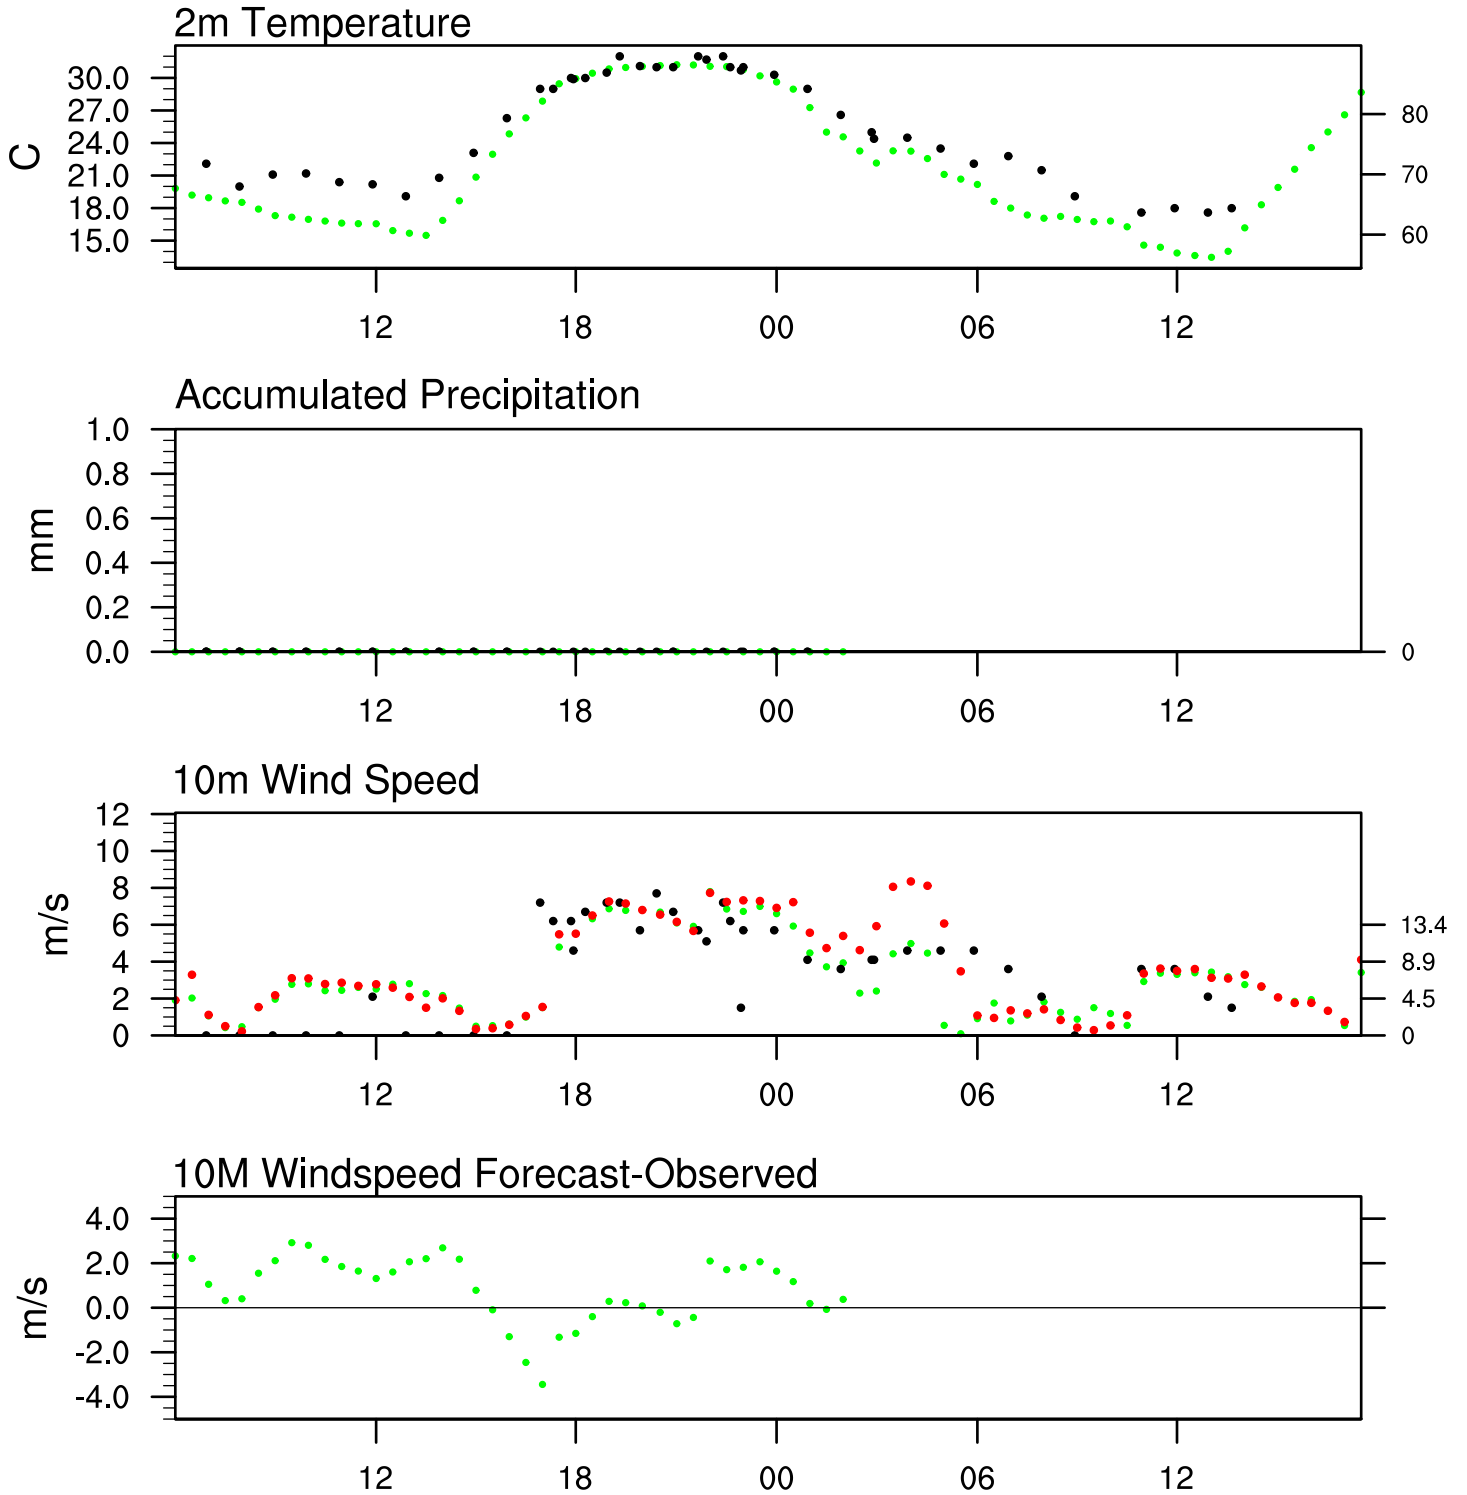 2m Temperature
30.0
27.0
24.0
21.0
18.0
15.0
C
80
70
60
12 18 00 06 12
Accumulated Precipitation
1.0
0.8
0.6
0.4
0.2
0.0
mm
0
12 18 00 06 12
10m Wind Speed
12
10
8
6
4
2
0
m/s
13.4
8.9
4.5
0
12 18 00 06 12
10M Windspeed Forecast-Observed
4.0
2.0
0.0
-2.0
-4.0
m/s
12 18 00 06 12